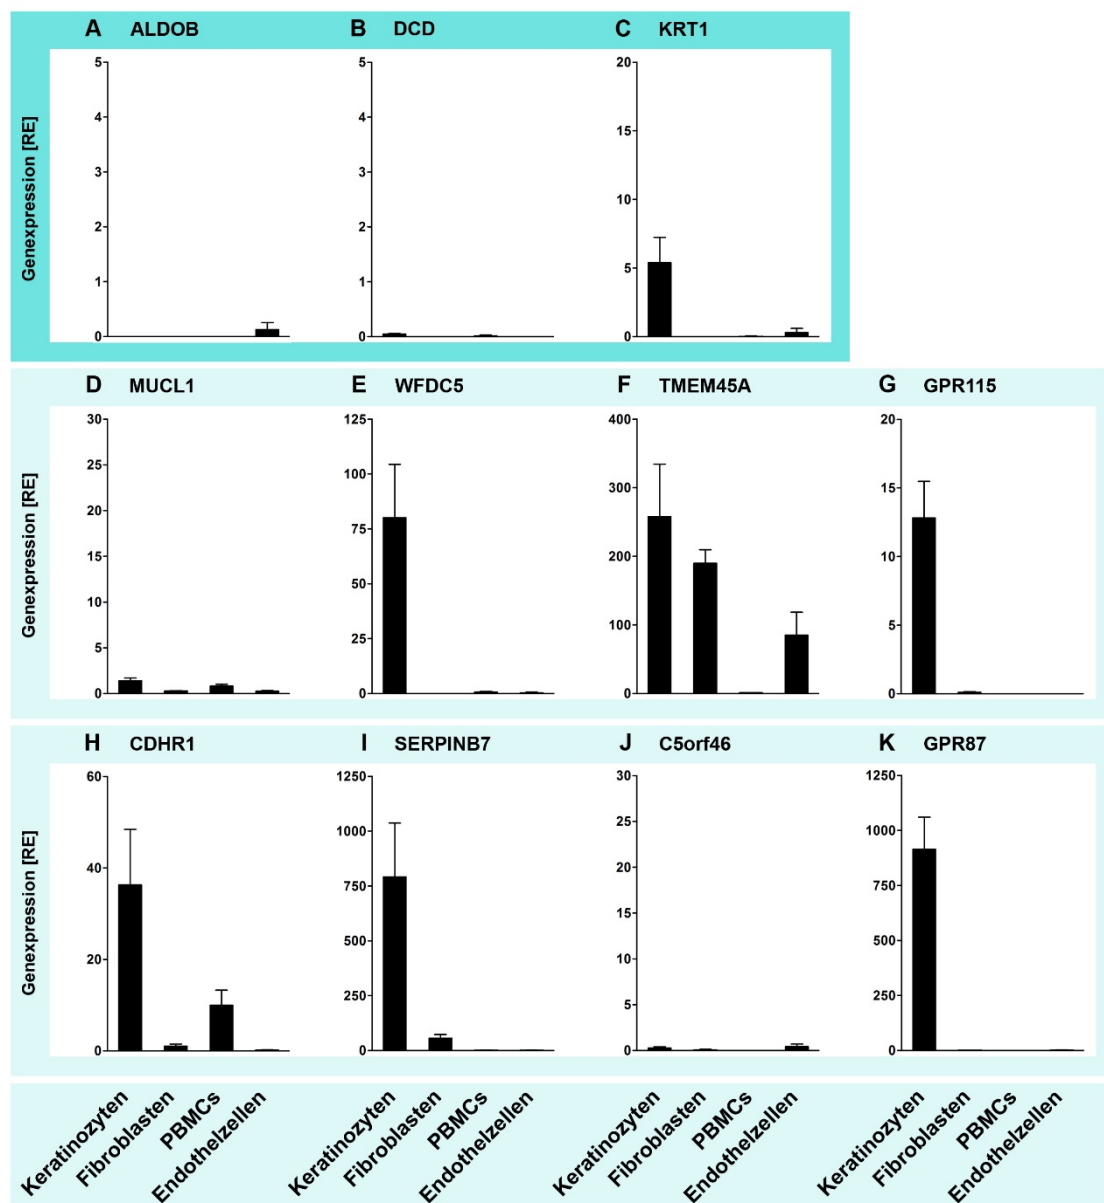 A ALDOB
B DCD
C KRT1
Genexpression [RE]
5
4
3
2
1
0
5
4
3
2
1
0
20
15
10
5
0
D MUCL1
E WFDC5
F TMEM45A
G GPR115
Genexpression [RE]
30
25
20
15
10
5
0
125
100
75
50
25
0
400
300
200
100
0
20
15
10
5
0
H CDHR1
I SERPINB7
J C5orf46
K GPR87
Genexpression [RE]
60
40
20
0
1250
1000
750
500
250
0
30
25
20
15
10
5
0
1250
1000
750
500
250
0
Keratinozyten
Fibroblasten
PBMCs
Endothelzellen
Keratinozyten
Fibroblasten
PBMCs
Endothelzellen
Keratinozyten
Fibroblasten
PBMCs
Endothelzellen
Keratinozyten
Fibroblasten
PBMCs
Endothelzellen